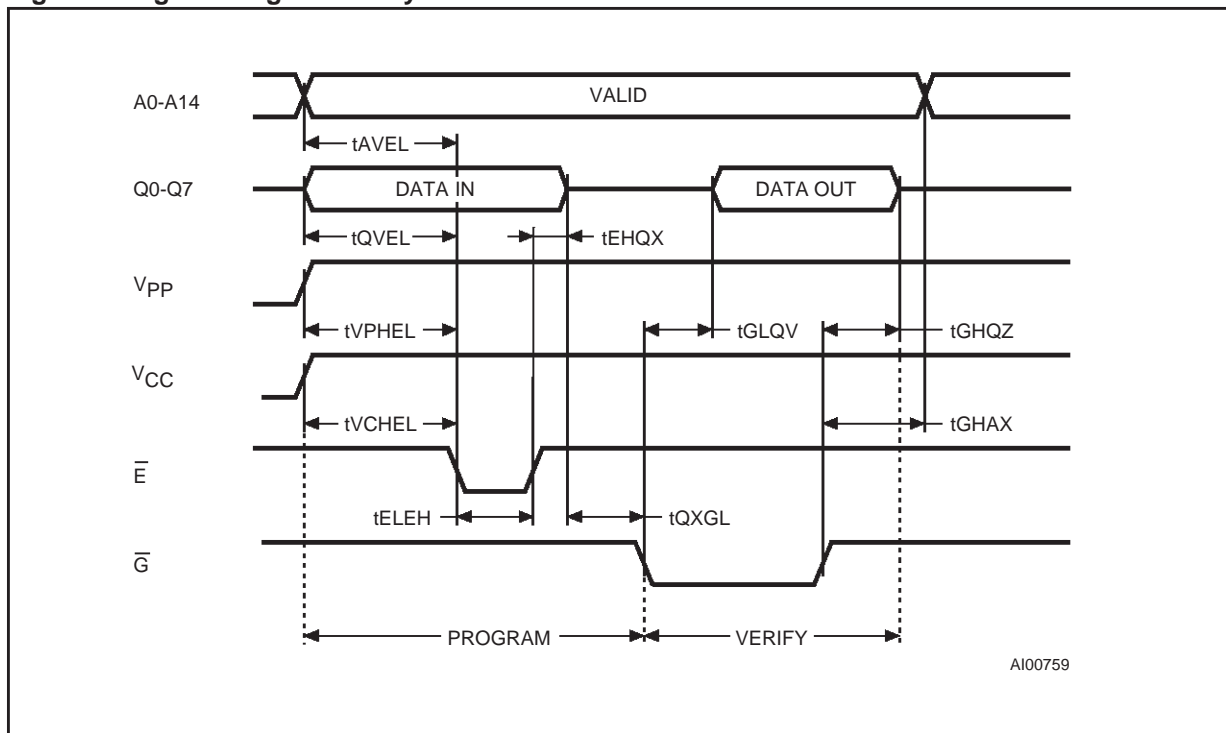 A0-A14
VALID
tAVEL
Q0-Q7
DATA IN
DATA OUT
tQVEL
tEHQX
VPP
tVPHEL
tGLQV
tGHQZ
VCC
tVCHEL
tGHAX
E̅
tELEH
tQXGL
G̅
PROGRAM
VERIFY
AI00759